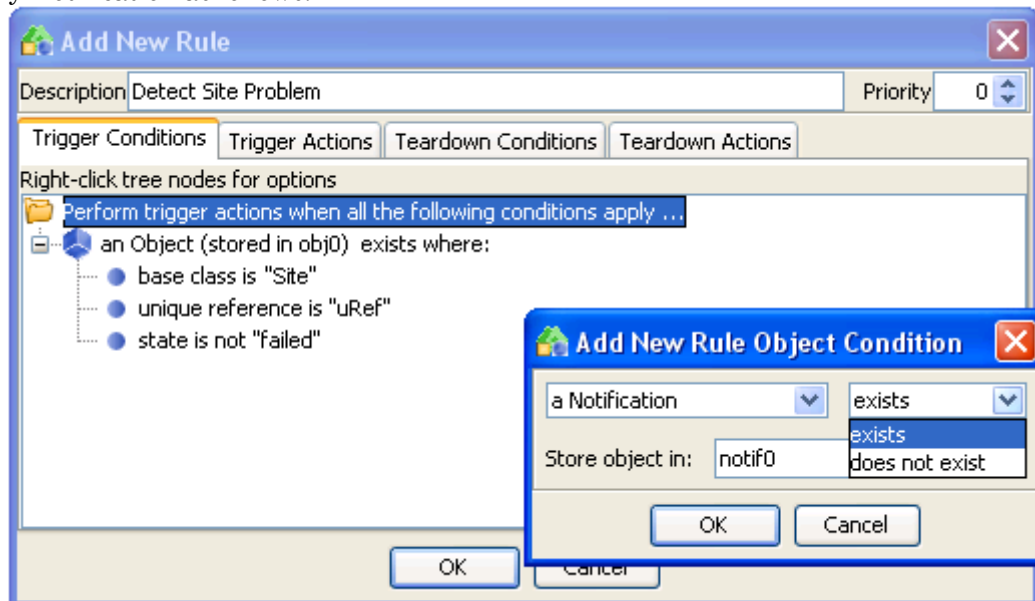 Add New Rule
Description Detect Site Problem Priority 0
Trigger Conditions Trigger Actions Teardown Conditions Teardown Actions
Right-click tree nodes for options
Perform trigger actions when all the following conditions apply ...
an Object (stored in obj0) exists where:
base class is "Site"
unique reference is "uRef"
state is not "failed"
Add New Rule Object Condition
a Notification exists
exists
Store object in: notif0 does not exist
OK Cancel
OK Cancel